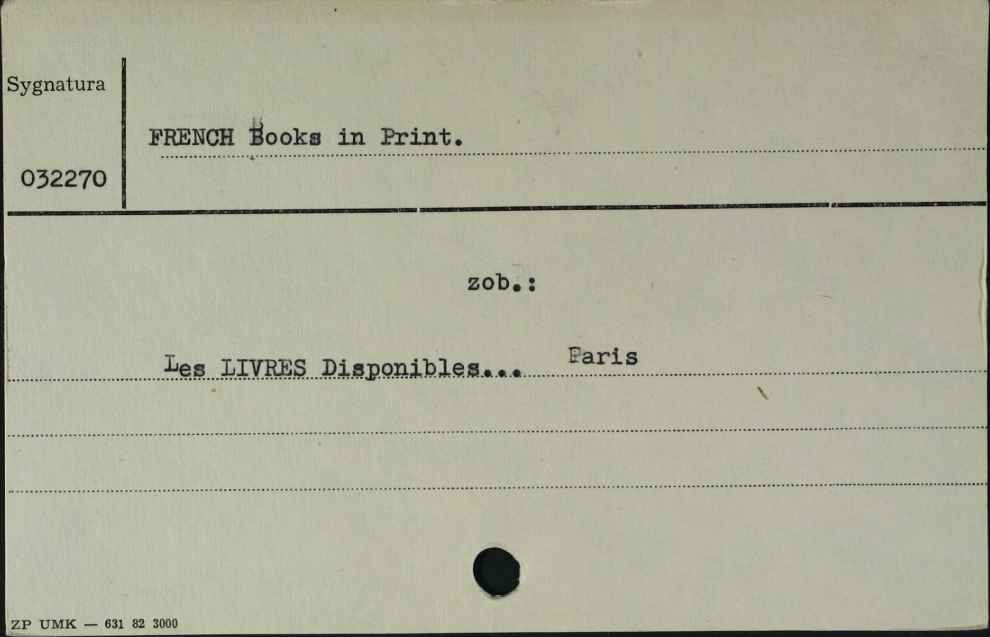 Sygnatura
FRENCH Books in Print.
032270
zob.:
Les LIVRES Disponibles... Paris
ZP UMK — 631 82 3000